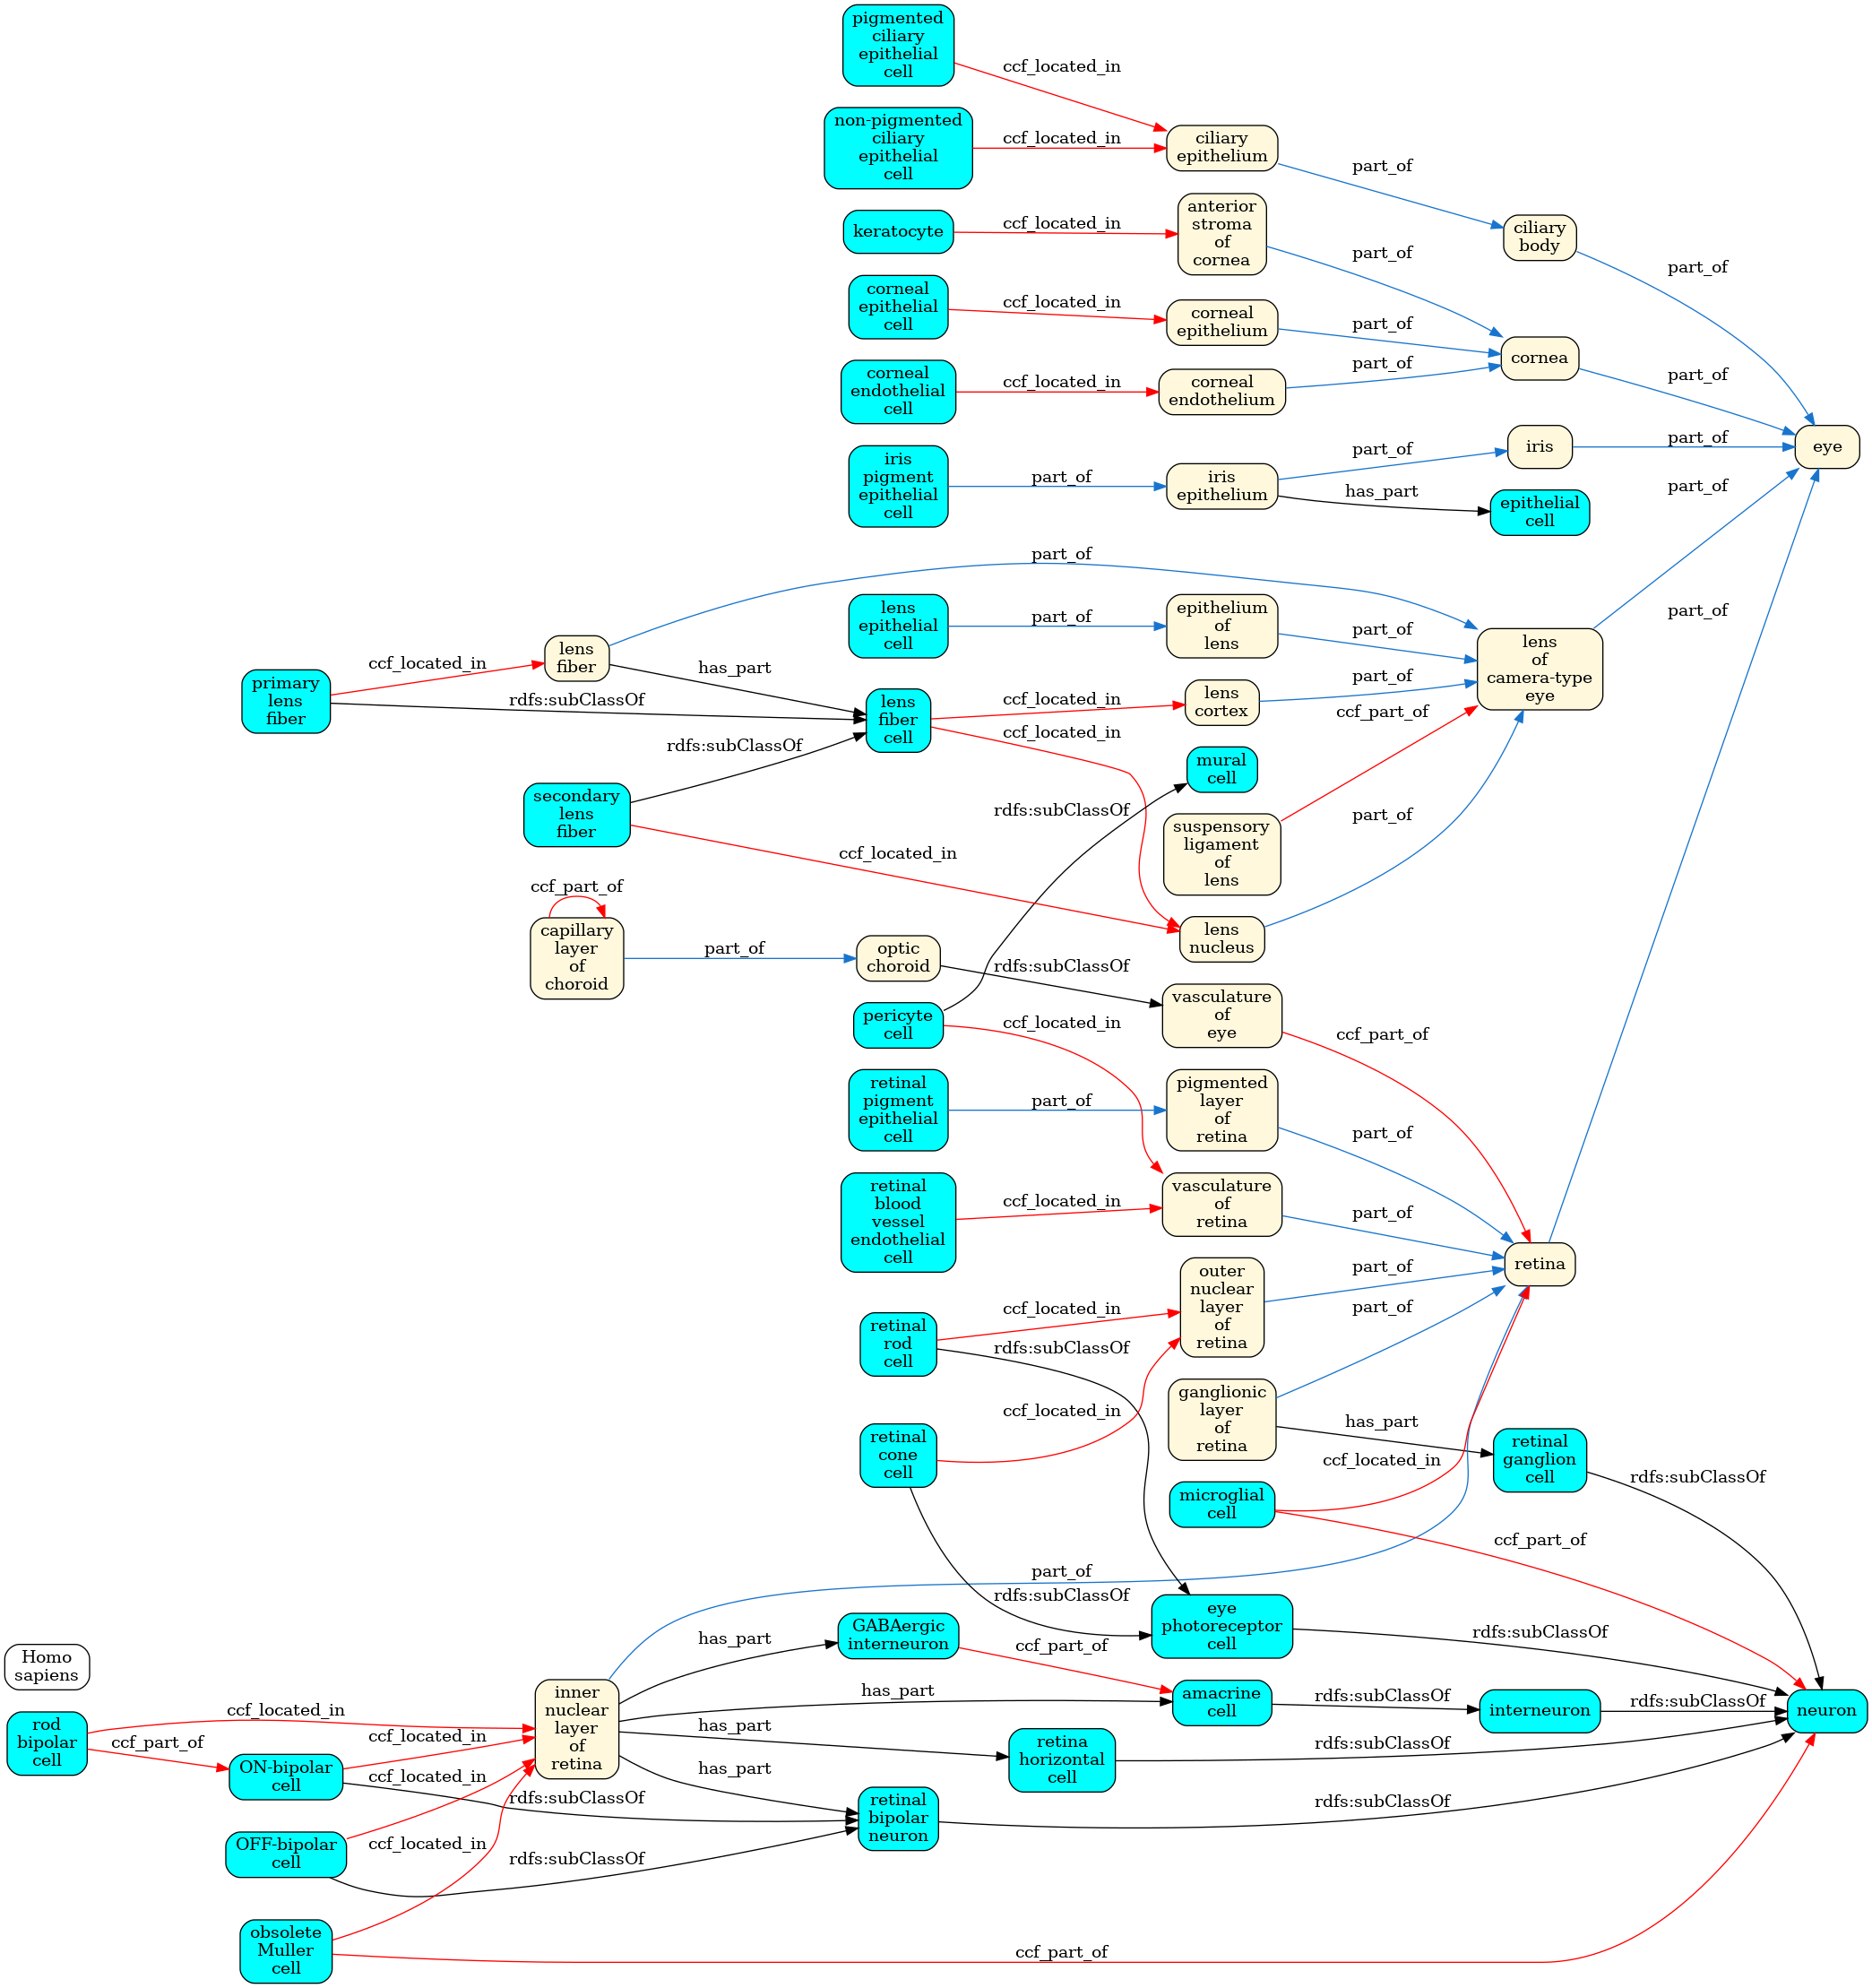 pigmented
ciliary
epithelial
cell
ccf_located_in
non-pigmented
ciliary
epithelial
cell
ccf_located_in
ciliary
epithelium
part_of
keratocyte
ccf_located_in
anterior
stroma
of
cornea
part_of
ciliary
body
part_of
corneal
epithelial
cell
ccf_located_in
corneal
epithelium
part_of
cornea
part_of
corneal
endothelial
cell
ccf_located_in
corneal
endothelium
part_of
iris
pigment
epithelial
cell
part_of
iris
epithelium
part_of
iris
part_of
eye
has_part
epithelial
cell
part_of
part_of
lens
epithelial
cell
part_of
epithelium
of
lens
part_of
lens
of
camera-type
eye
part_of
primary
lens
fiber
ccf_located_in
rdfs:subClassOf
lens
fiber
has_part
lens
fiber
cell
ccf_located_in
ccf_located_in
lens
cortex
part_of
ccf_part_of
secondary
lens
fiber
rdfs:subClassOf
ccf_located_in
mural
cell
rdfs:subClassOf
suspensory
ligament
of
lens
part_of
lens
nucleus
ccf_part_of
capillary
layer
of
choroid
part_of
optic
choroid
rdfs:subClassOf
vasculature
of
eye
ccf_part_of
pericyte
cell
ccf_located_in
retinal
pigment
epithelial
cell
part_of
pigmented
layer
of
retina
part_of
retinal
blood
vessel
endothelial
cell
ccf_located_in
vasculature
of
retina
part_of
retina
retinal
rod
cell
ccf_located_in
rdfs:subClassOf
outer
nuclear
layer
of
retina
part_of
part_of
retinal
cone
cell
ccf_located_in
rdfs:subClassOf
ganglionic
layer
of
retina
has_part
retinal
ganglion
cell
rdfs:subClassOf
microglial
cell
ccf_located_in
ccf_part_of
part_of
eye
photoreceptor
cell
rdfs:subClassOf
Homo
sapiens
rod
bipolar
cell
ccf_located_in
ccf_part_of
ON-bipolar
cell
ccf_located_in
rdfs:subClassOf
inner
nuclear
layer
of
retina
has_part
has_part
has_part
has_part
GABAergic
interneuron
ccf_part_of
amacrine
cell
rdfs:subClassOf
interneuron
rdfs:subClassOf
neuron
retina
horizontal
cell
rdfs:subClassOf
retinal
bipolar
neuron
rdfs:subClassOf
OFF-bipolar
cell
ccf_located_in
rdfs:subClassOf
obsolete
Muller
cell
ccf_located_in
ccf_part_of